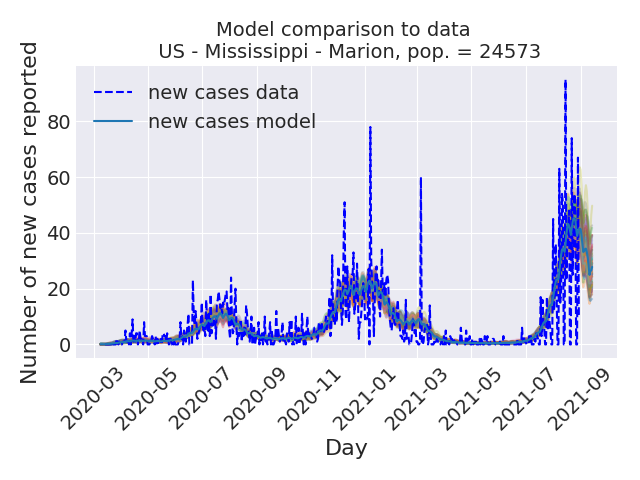 Model comparison to data
US - Mississippi - Marion, pop. = 24573
new cases data
new cases model
Number of new cases reported
80
60
40
20
0
2020-03
2020-05
2020-07
2020-09
2020-11
2021-01
2021-03
2021-05
2021-07
2021-09
Day